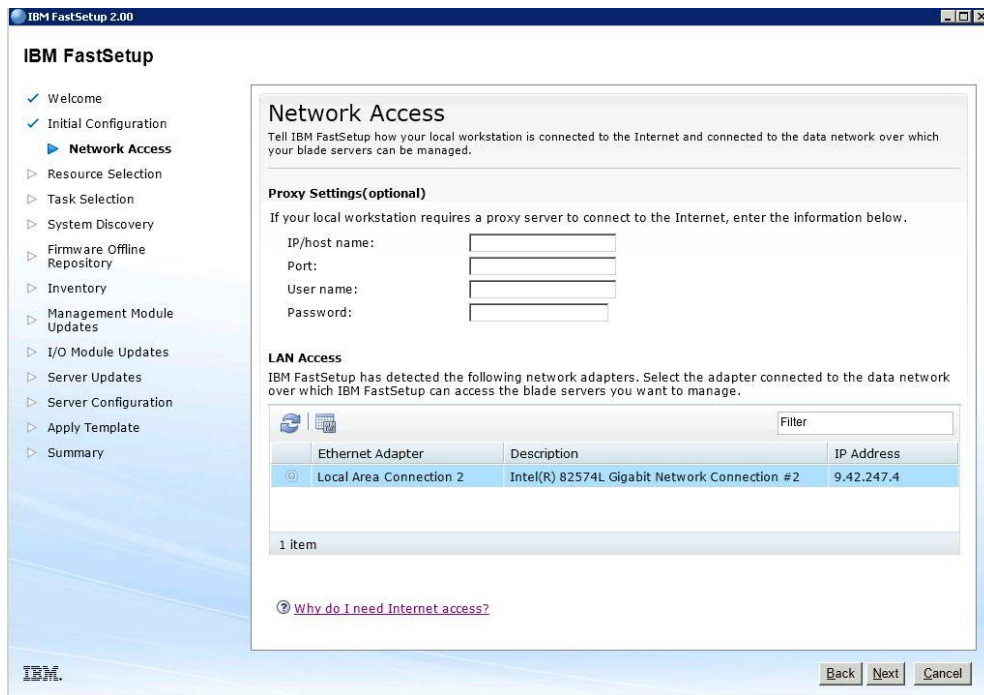 IBM FastSetup 2.00
IBM FastSetup
Welcome
Initial Configuration
Network Access
Resource Selection
Task Selection
System Discovery
Firmware Offline
Repository
Inventory
Management Module
Updates
I/O Module Updates
Server Updates
Server Configuration
Apply Template
Summary
Network Access
Tell IBM FastSetup how your local workstation is connected to the Internet and connected to the data network over which
your blade servers can be managed.
Proxy Settings(optional)
If your local workstation requires a proxy server to connect to the Internet, enter the information below.
IP/host name:
Port:
User name:
Password:
LAN Access
IBM FastSetup has detected the following network adapters. Select the adapter connected to the data network
over which IBM FastSetup can access the blade servers you want to manage.
Filter
Ethernet Adapter Description IP Address
Local Area Connection 2 Intel(R) 82574L Gigabit Network Connection #2 9.42.247.4
1 item
Why do I need Internet access?
IBM.
Back Next Cancel